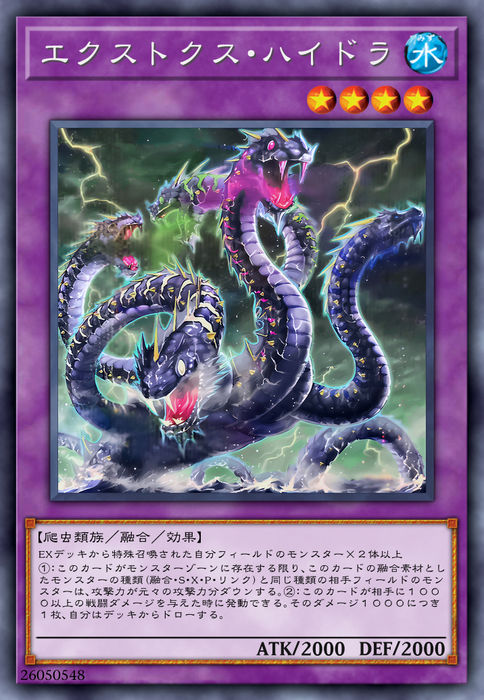 エクストクス・ハイドラ
みず
水
【爬虫類族／融合／効果】
EXデッキから特殊召喚された自分フィールドのモンスター×２体以上
①：このカードがモンスターゾーンに存在する限り、このカードの融合素材とし
たモンスターの種類（融合・S・X・P・リンク）と同じ種類の相手フィールドのモン
スターは、攻撃力が元々の攻撃力分ダウンする。②：このカードが相手に１００
０以上の戦闘ダメージを与えた時に発動できる。そのダメージ１０００につき
１枚、自分はデッキからドローする。
ATK/2000 DEF/2000
26050548